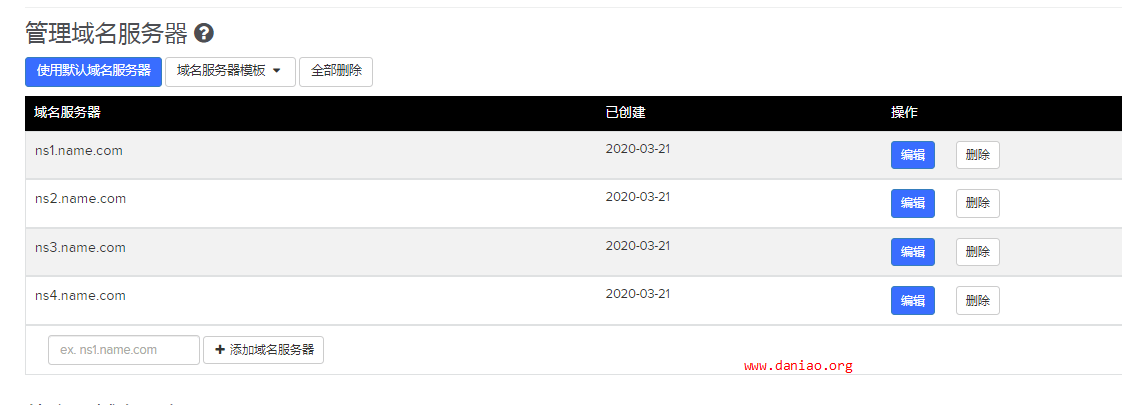 管理域名服务器 ?
使用默认域名服务器 域名服务器模板 全部删除
域名服务器 已创建 操作
ns1.name.com 2020-03-21 编辑 删除
ns2.name.com 2020-03-21 编辑 删除
ns3.name.com 2020-03-21 编辑 删除
ns4.name.com 2020-03-21 编辑 删除
ex. ns1.name.com + 添加域名服务器
www.daniao.org